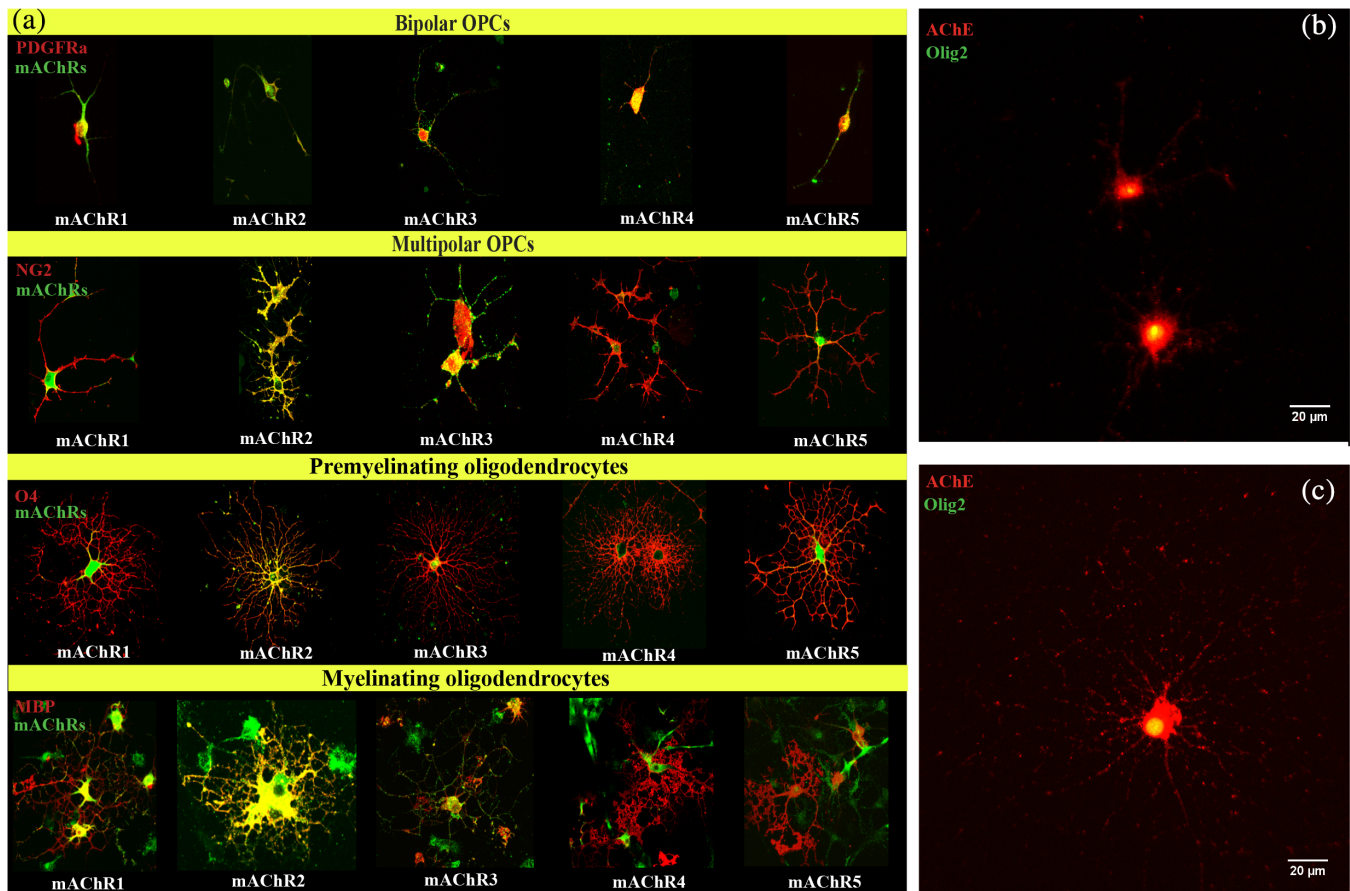 (a)
Bipolar OPCs
PDGFRa
mAChRs
mAChR1 mAChR2 mAChR3 mAChR4 mAChR5
Multipolar OPCs
NG2
mAChRs
mAChR1 mAChR2 mAChR3 mAChR4 mAChR5
Premyelinating oligodendrocytes
O4
mAChRs
mAChR1 mAChR2 mAChR3 mAChR4 mAChR5
Myelinating oligodendrocytes
MBP
mAChRs
mAChR1 mAChR2 mAChR3 mAChR4 mAChR5
(b)
AChE
Olig2
20 µm
(c)
AChE
Olig2
20 µm